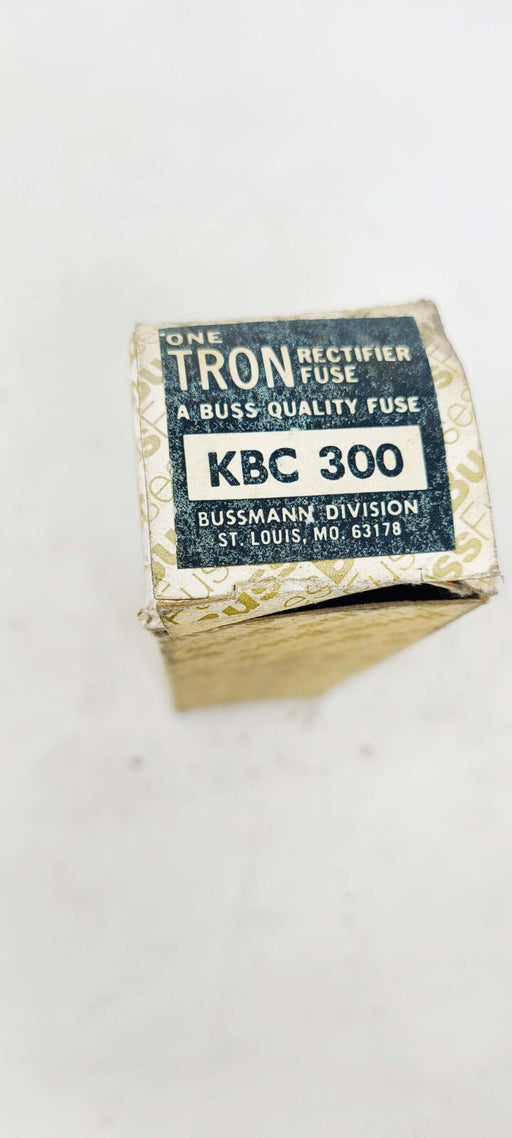 ONE
TRON RECTIFIER FUSE
A BUSS QUALITY FUSE
KBC 300
BUSSMANN DIVISION
ST. LOUIS, MO. 63178